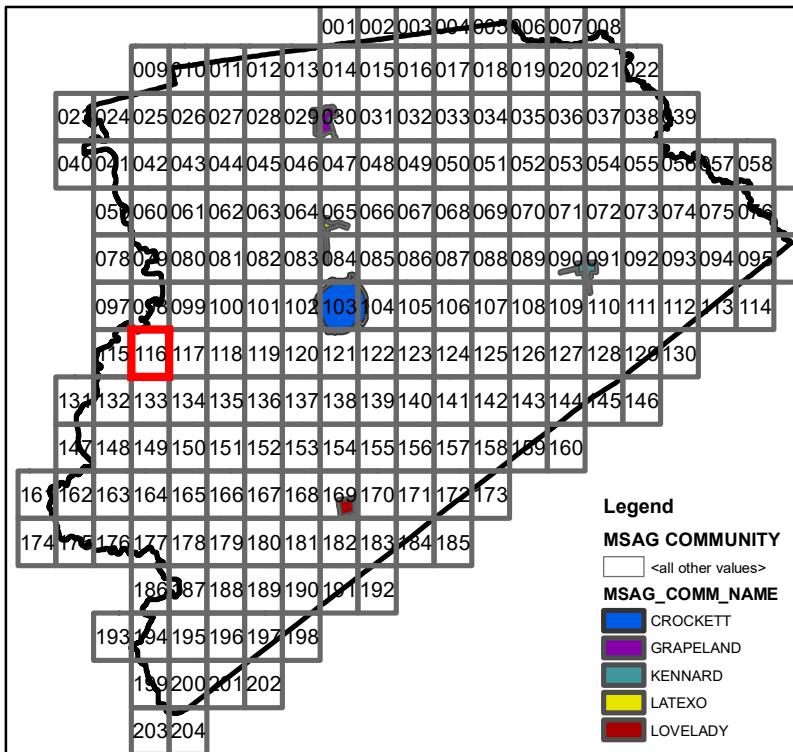 001 002 003 004 005 006 007 008
009 010 011 012 013 014 015 016 017 018 019 020 021 022
023 024 025 026 027 028 029 030 031 032 033 034 035 036 037 038 039
040 041 042 043 044 045 046 047 048 049 050 051 052 053 054 055 056 057 058
059 060 061 062 063 064 065 066 067 068 069 070 071 072 073 074 075 076
078 079 080 081 082 083 084 085 086 087 088 089 090 091 092 093 094 095
097 098 099 100 101 102 103 104 105 106 107 108 109 110 111 112 113 114
115 116 117 118 119 120 121 122 123 124 125 126 127 128 129 130
131 132 133 134 135 136 137 138 139 140 141 142 143 144 145 146
147 148 149 150 151 152 153 154 155 156 157 158 159 160
161 162 163 164 165 166 167 168 169 170 171 172 173
174 175 176 177 178 179 180 181 182 183 184 185
186 187 188 189 190 191 192
193 194 195 196 197 198
199 200 201 202
203 204
Legend
MSAG COMMUNITY
<all other values>
MSAG_COMM_NAME
CROCKETT
GRAPELAND
KENNARD
LATEXO
LOVELADY